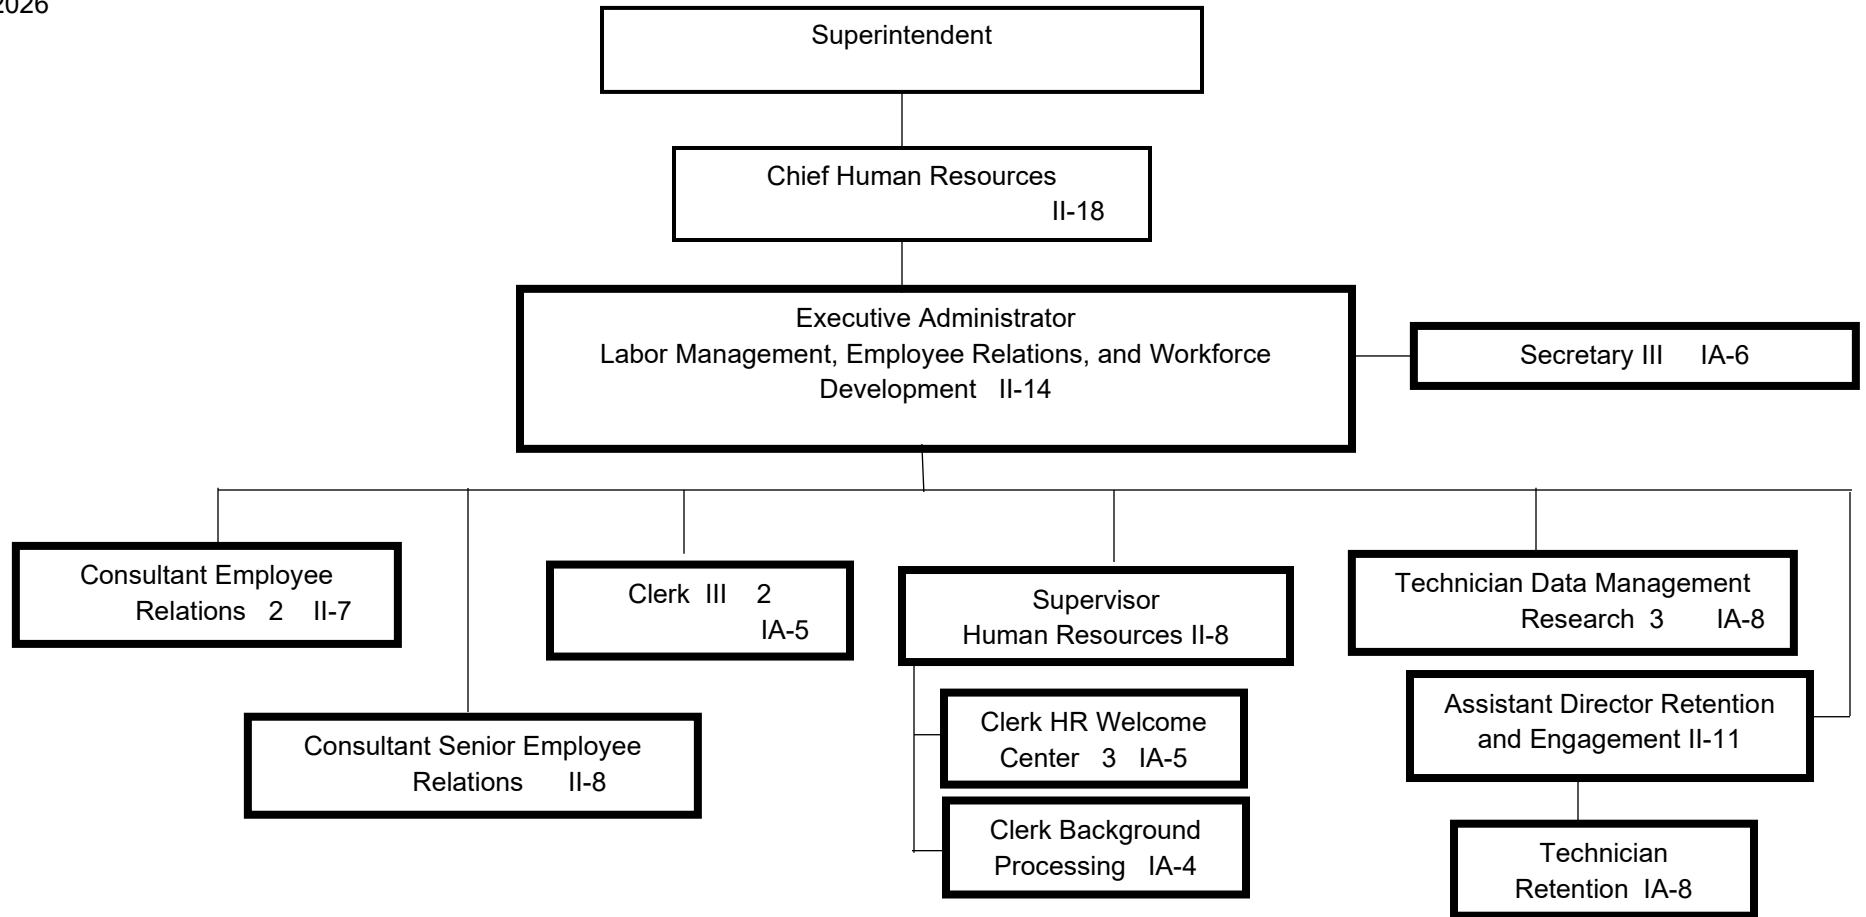 2026
Superintendent
Chief Human Resources
II-18
Executive Administrator
Labor Management, Employee Relations, and Workforce
Development II-14
Secretary III IA-6
Consultant Employee
Relations 2 II-7
Clerk III 2
IA-5
Supervisor
Human Resources II-8
Technician Data Management
Research 3 IA-8
Consultant Senior Employee
Relations II-8
Clerk HR Welcome
Center 3 IA-5
Clerk Background
Processing IA-4
Assistant Director Retention
and Engagement II-11
Technician
Retention IA-8